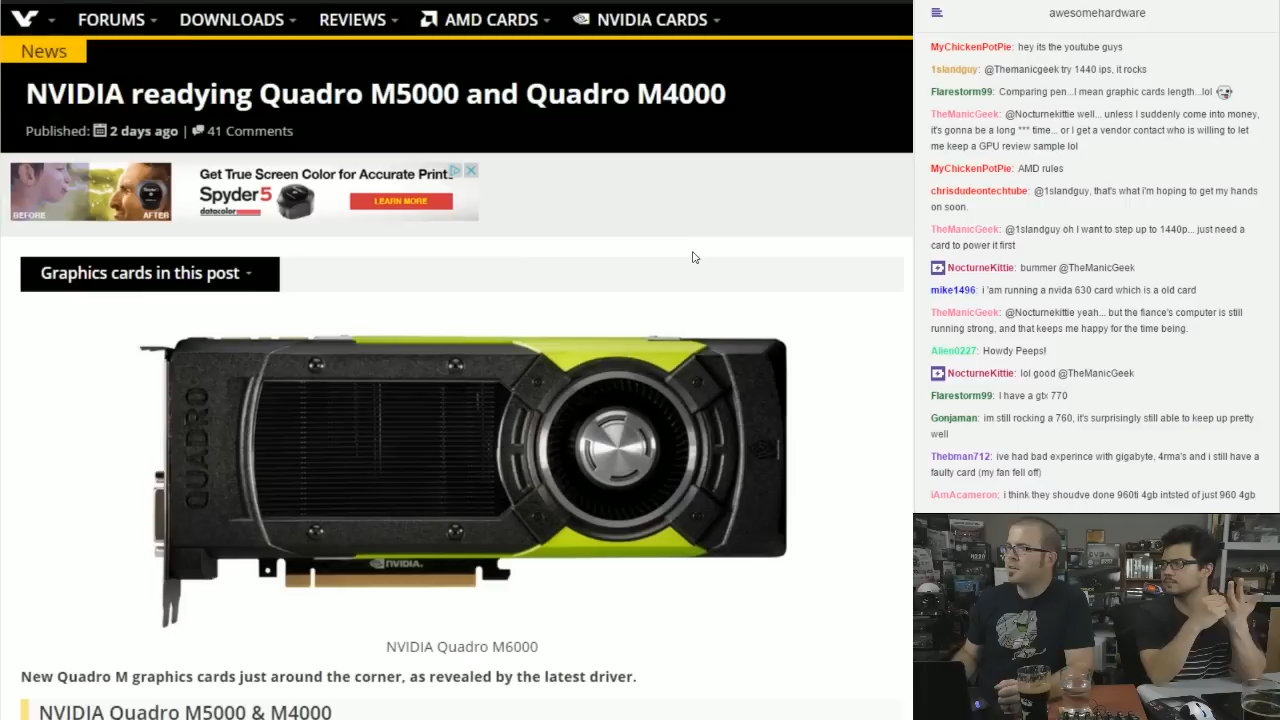 FORUMS DOWNLOADS REVIEWS AMD CARDS NVIDIA CARDS
News
NVIDIA readying Quadro M5000 and Quadro M4000
Published: 2 days ago | 41 Comments
Get True Screen Color for Accurate Prints
Spyder5
datacolor
LEARN MORE
BEFORE
AFTER
Graphics cards in this post
QUADRO
NVIDIA.
NVIDIA Quadro M6000
New Quadro M graphics cards just around the corner, as revealed by the latest driver.
NVIDIA Quadro M5000 & M4000
awesomehardware
MyChickenPotPie: hey its the youtube guys
1slandguy: @Themanicgeek try 1440 ips, it rocks
Flarestorm99: Comparing pen...I mean graphic cards length...lol
TheManicGeek: @Nocturnekittie well... unless I suddenly come into money,
it's gonna be a long *** time... or I get a vendor contact who is willing to let
me keep a GPU review sample lol
MyChickenPotPie: AMD rules
chrisdudeontechtube: @1slandguy, that's what i'm hoping to get my hands
on soon.
TheManicGeek: @1slandguy oh I want to step up to 1440p... just need a
card to power it first
NocturneKittie: bummer @TheManicGeek
mike1496: i 'am running a nvida 630 card which is a old card
TheManicGeek: @Nocturnekittie yeah... but the fiance's computer is still
running strong, and that keeps me happy for the time being.
Alien0227: Howdy Peeps!
NocturneKittie: lol good @TheManicGeek
Flarestorm99: I have a gtx 770
Gonjaman: im still rocking a 760, it's surprisingly still able to keep up pretty
well
Thebman712: ive had bad experince with gigabyte, 4rma's and i still have a
faulty card (my fan fell off)
iAmAcameron: i think they shoudve done 960ti 4gb intsted of just 960 4gb